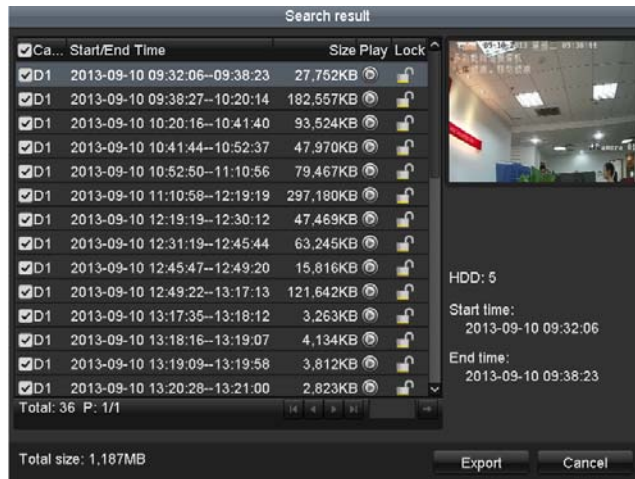 Search result
Ca... Start/End Time Size Play Lock
D1 2013-09-10 09:32:06--09:38:23 27,752KB
D1 2013-09-10 09:38:27--10:20:14 182,557KB
D1 2013-09-10 10:20:16--10:41:40 93,524KB
D1 2013-09-10 10:41:44--10:52:37 47,970KB
D1 2013-09-10 10:52:50--11:10:56 79,467KB
D1 2013-09-10 11:10:58--12:19:19 297,180KB
D1 2013-09-10 12:19:19--12:30:12 47,469KB
D1 2013-09-10 12:31:19--12:45:44 63,245KB
D1 2013-09-10 12:45:47--12:49:20 15,816KB
D1 2013-09-10 12:49:22--13:17:13 121,642KB
D1 2013-09-10 13:17:35--13:18:12 3,263KB
D1 2013-09-10 13:18:16--13:19:07 4,134KB
D1 2013-09-10 13:19:09--13:19:58 3,812KB
D1 2013-09-10 13:20:28--13:21:00 2,823KB
Total: 36 P: 1/1
HDD: 5
Start time:
2013-09-10 09:32:06
End time:
2013-09-10 09:38:23
Total size: 1,187MB
Export Cancel